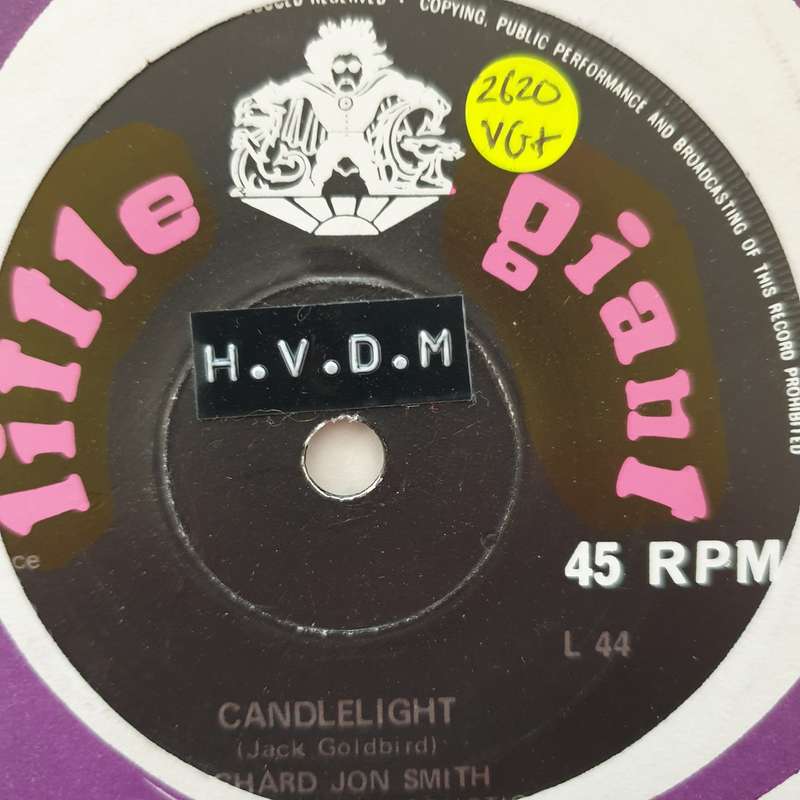 RESERVED • COPYING, PUBLIC PERFORMANCE AND BROADCASTING OF THIS RECORD PROHIBITED
2620
VG+
little giant
H.V.D.M
45 RPM
L 44
CANDLELIGHT
(Jack Goldbird)
CHARD JON SMITH